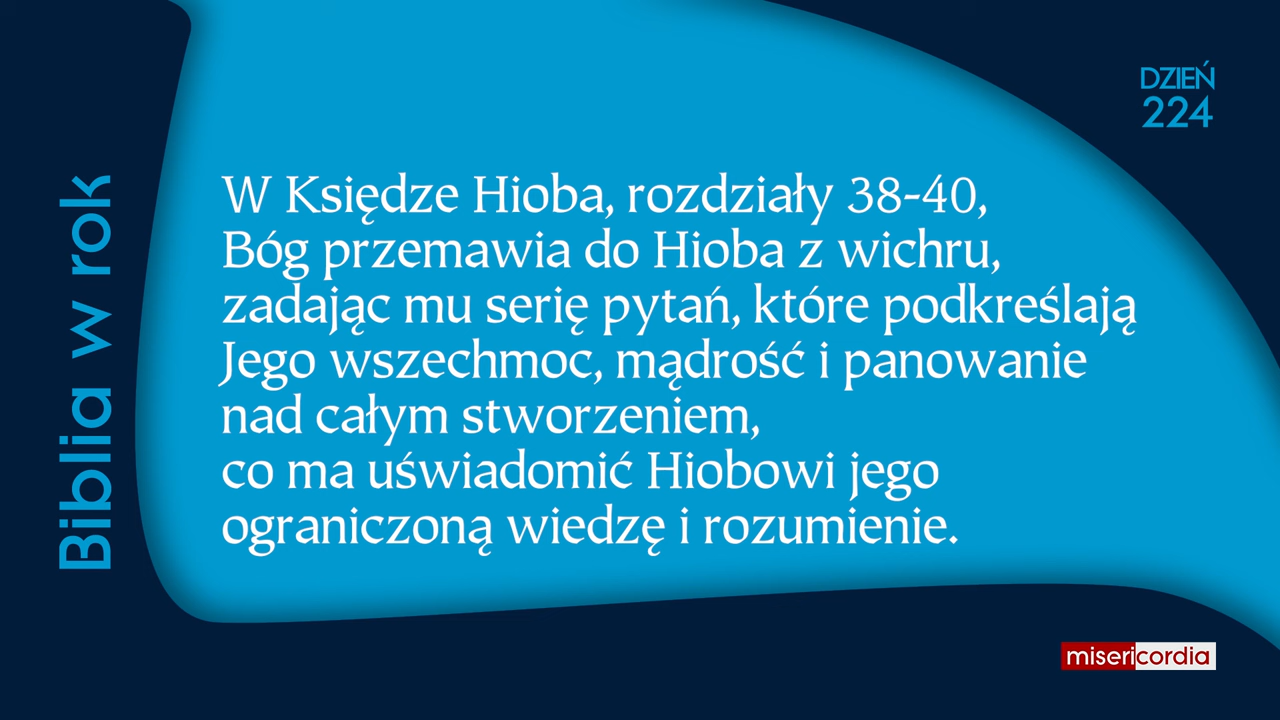 DZIEŃ
224
Biblia w rok
W Księdze Hioba, rozdziały 38-40,
Bóg przemawia do Hioba z wichru,
zadając mu serię pytań, które podkreślają
Jego wszechmoc, mądrość i panowanie
nad całym stworzeniem,
co ma uświadomić Hiobowi jego
ograniczoną wiedzę i rozumienie.
misericordia